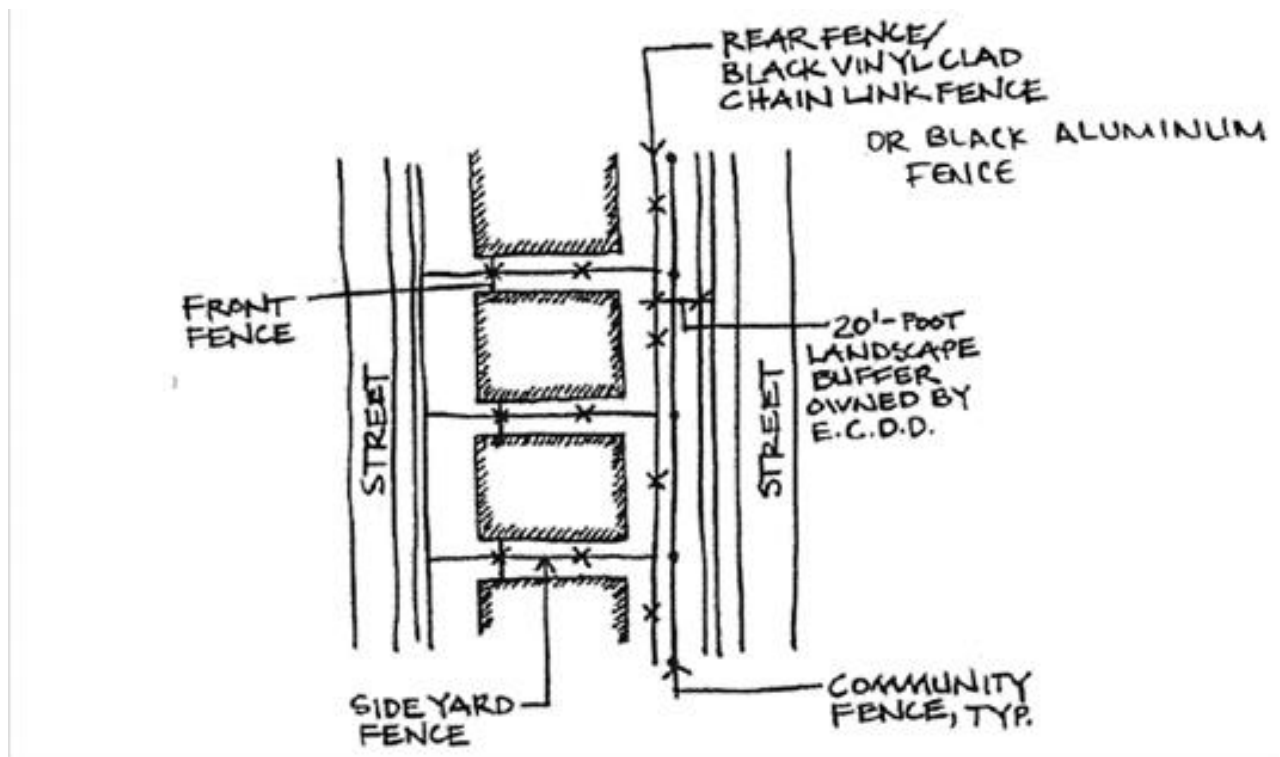 REAR FENCE/
BLACK VINYL CLAD
CHAIN LINK FENCE
OR BLACK ALUMINIUM
FENCE
FRONT
FENCE
20'-FOOT
LANDSCAPE
BUFFER
OWNED BY
E.C.D.D.
STREET
STREET
SIDE YARD
FENCE
COMMUNITY
FENCE, TYP.